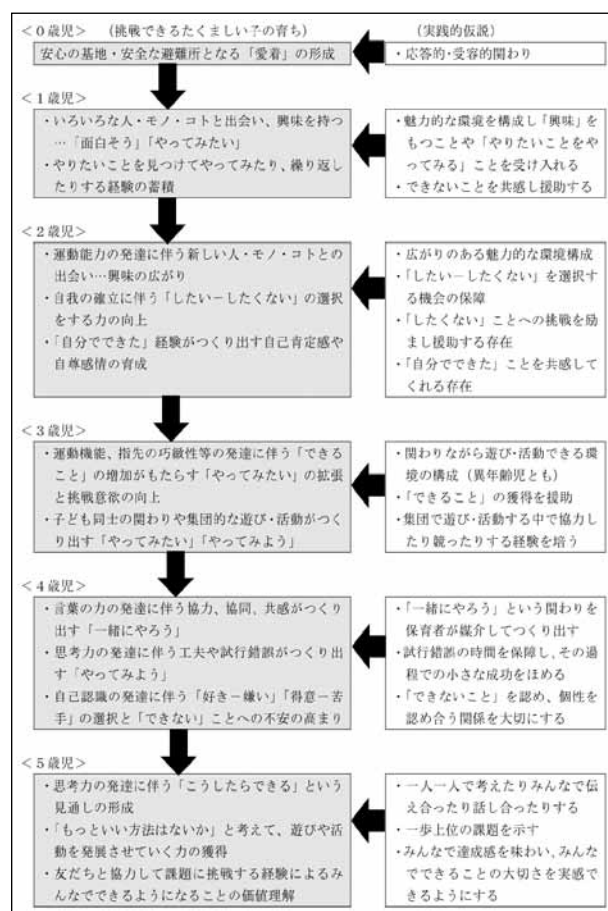 ＜０歳児＞　（挑戦できるたくましい子の育ち）　（実践的仮説）
安心の基地・安全な避難所となる「愛着」の形成
・応答的・受容的関わり
＜１歳児＞
・いろいろな人・モノ・コトと出会い、興味を持つ
…「面白そう」「やってみたい」
・やりたいことを見つけてやってみたり、繰り返し
たりする経験の蓄積
・魅力的な環境を構成し「興味」を
もつことや「やりたいことをや
ってみる」ことを受け入れる
・できないことを共感し援助する
＜２歳児＞
・運動能力の発達に伴う新しい人・モノ・コトとの
出会い…興味の広がり
・自我の確立に伴う「したい－したくない」の選択
をする力の向上
・「自分でできた」経験がつくり出す自己肯定感や
自尊感情の育成
・広がりのある魅力的な環境構成
・「したい－したくない」を選択す
る機会の保障
・「したくない」ことへの挑戦を励
まし援助する存在
・「自分でできた」ことを共感して
くれる存在
＜３歳児＞
・運動機能、指先の巧緻性等の発達に伴う「できる
こと」の増加がもたらす「やってみたい」の拡張
と挑戦意欲の向上
・子ども同士の関わりや集団的な遊び・活動がつく
り出す「やってみたい」「やってみよう」
・関わりながら遊び・活動できる環
境の構成（異年齢児とも）
・「できること」の獲得を援助
・集団で遊び・活動する中で協力し
たり競ったりする経験を培う
＜４歳児＞
・言葉の力の発達に伴う協力、協同、共感がつくり
出す「一緒にやろう」
・思考力の発達に伴う工夫や試行錯誤がつくり出
す「やってみよう」
・自己認識の発達に伴う「好き－嫌い」「得意－苦
手」の選択と「できない」ことへの不安の高まり
・「一緒にやろう」という関わりを
保育者が媒介してつくり出す
・試行錯誤の時間を保障し、その過
程での小さな成功をほめる
・「できないこと」を認め、個性を
認め合う関係を大切にする
＜５歳児＞
・思考力の発達に伴う「こうしたらできる」という
見通しの形成
・「もっといい方法はないか」と考えて、遊びや活
動を発展させていく力の獲得
・友だちと協力して課題に挑戦する経験によるみ
んなでできるようになることの価値理解
・一人一人で考えたりみんなで伝
え合ったり話し合ったりする
・一歩上位の課題を示す
・みんなで達成感を味わい、みんな
でできることの大切さを実感で
きるようにする